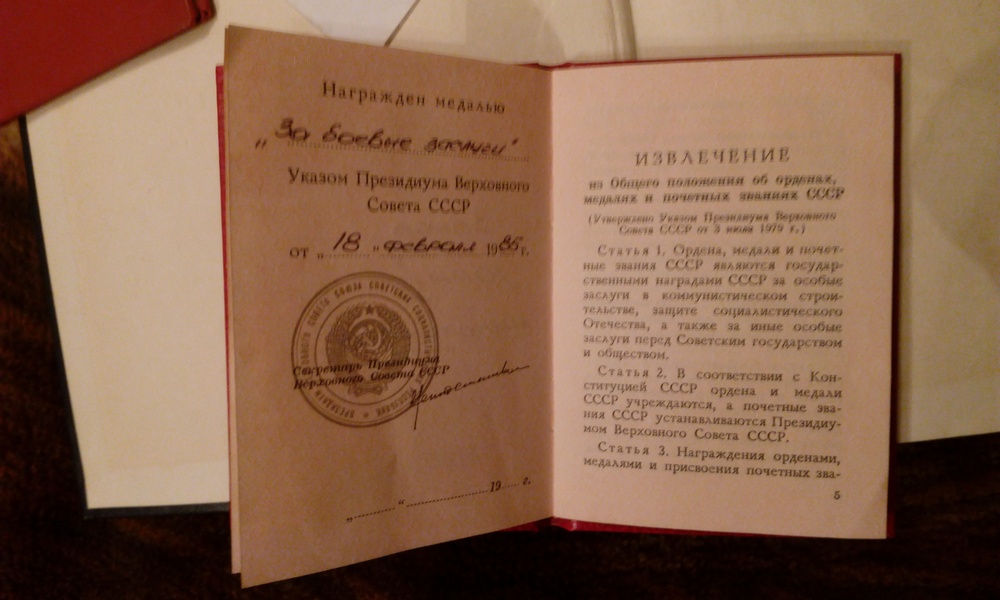 Награжден медалью
„За боевые заслуги“
Указом Президиума Верховного
Совета СССР
от „ 18 „ февраля 1985 г.
Секретарь Президиума
Верховного Совета СССР
„ “ 19 г.
ИЗВЛЕЧЕНИЕ
из Общего положения об орденах,
медалях и почетных званиях СССР
(Утверждено Указом Президиума Верховного
Совета СССР от 3 июля 1979 г.)
Статья 1. Ордена, медали и почет-
ные звания СССР являются государ-
ственными наградами СССР за особые
заслуги в коммунистическом строи-
тельстве, защите социалистического
Отечества, а также за иные особые
заслуги перед Советским государством
и обществом.
Статья 2. В соответствии с Кон-
ституцией СССР ордена и медали
СССР учреждаются, а почетные зва-
ния СССР устанавливаются Президиу-
мом Верховного Совета СССР.
Статья 3. Награждения орденами,
медалями и присвоения почетных зва-
5